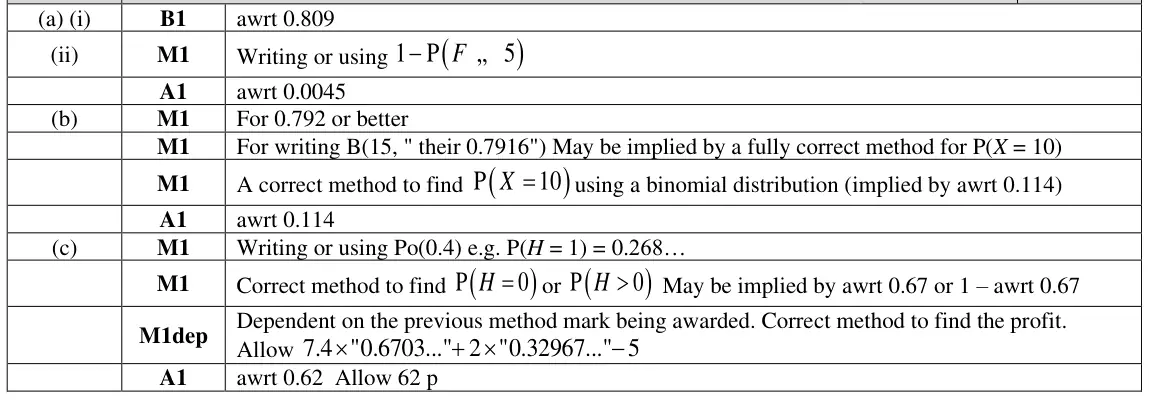 (a) (i) B1 awrt 0.809
(ii) M1 Writing or using 1−P(F „ 5)
A1 awrt 0.0045
(b) M1 For 0.792 or better
M1 For writing B(15, " their 0.7916") May be implied by a fully correct method for P(X = 10)
M1 A correct method to find P(X =10) using a binomial distribution (implied by awrt 0.114)
A1 awrt 0.114
(c) M1 Writing or using Po(0.4) e.g. P(H = 1) = 0.268…
M1 Correct method to find P(H =0) or P(H >0) May be implied by awrt 0.67 or 1 – awrt 0.67
M1dep Dependent on the previous method mark being awarded. Correct method to find the profit.
Allow 7.4×"0.6703..."+2×"0.32967..."−5
A1 awrt 0.62 Allow 62 p